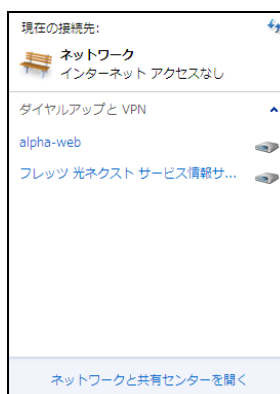 現在の接続先:
ネットワーク
インターネット アクセスなし
ダイヤルアップと VPN
alpha-web
フレッツ 光ネクスト サービス情報サ...
ネットワークと共有センターを開く